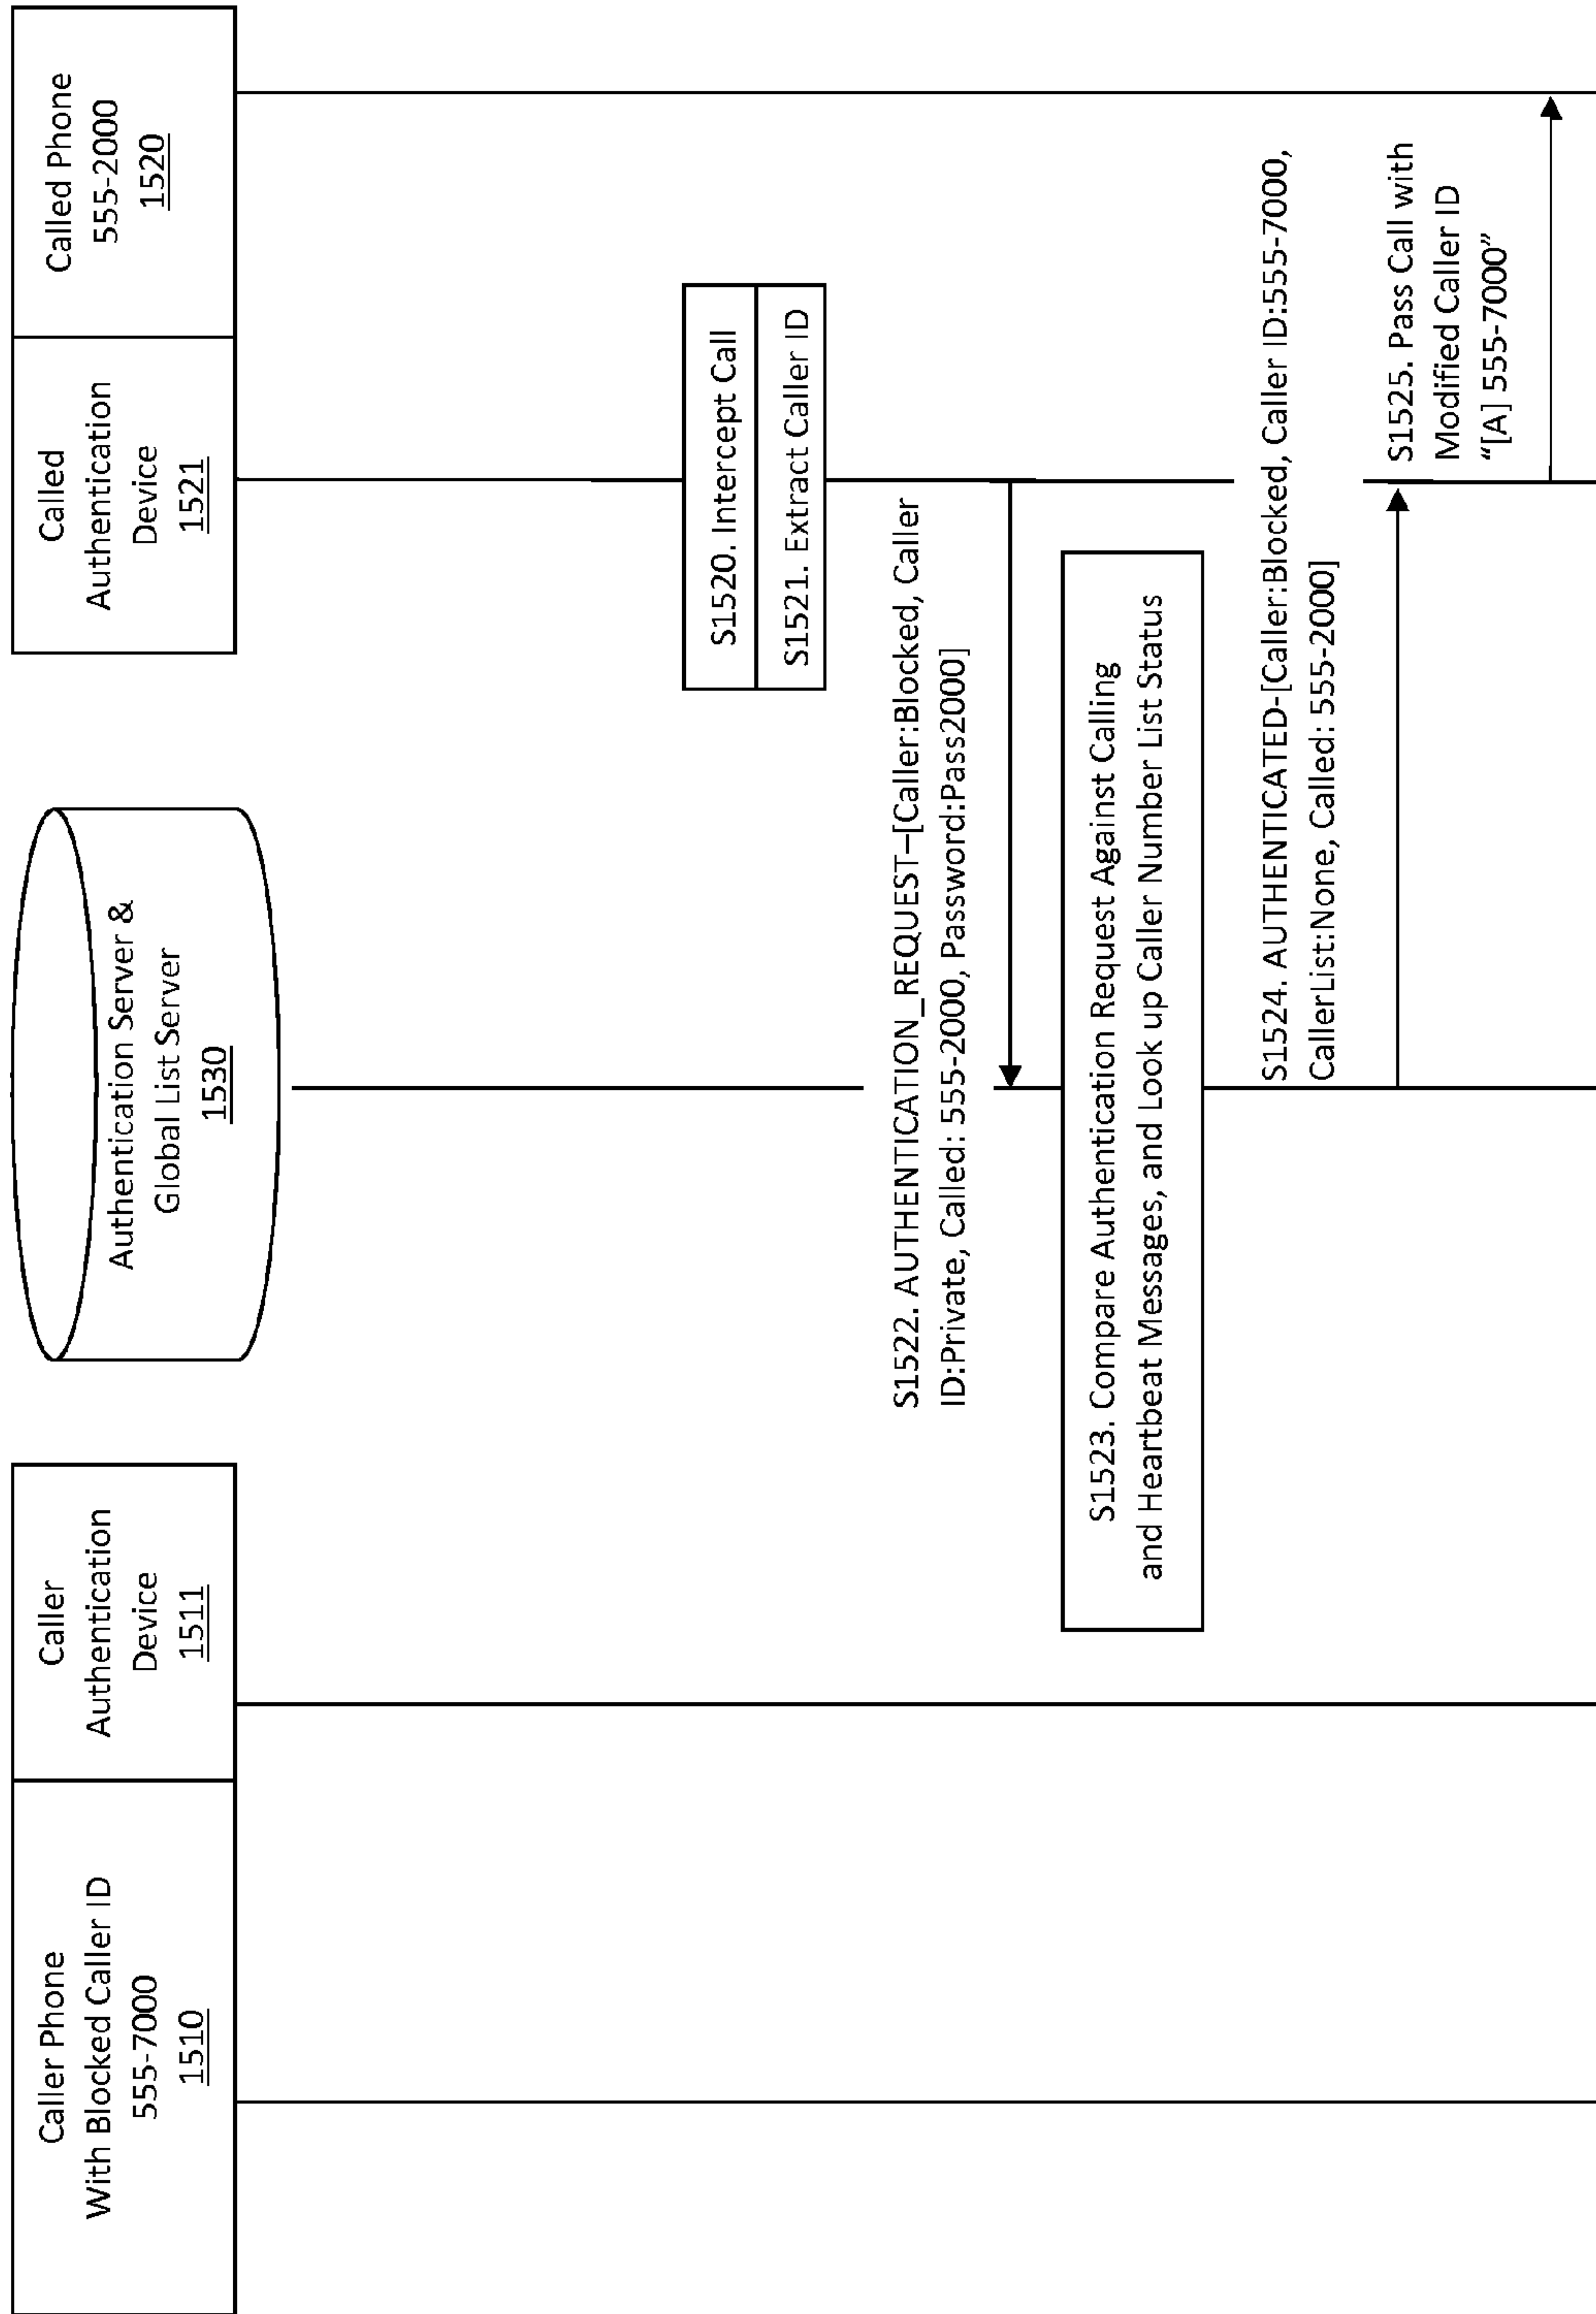 Caller Phone
With Blocked Caller ID
555-7000
1510
Caller
Authentication
Device
1511
Authentication Server &
Global List Server
1530
Called
Authentication
Device
1521
Called Phone
555-2000
1520
S1520. Intercept Call
S1521. Extract Caller ID
S1522. AUTHENTICATION_REQUEST–[Caller:Blocked, Caller
ID:Private, Called: 555-2000, Password:Pass2000]
S1523. Compare Authentication Request Against Calling
and Heartbeat Messages, and Look up Caller Number List Status
S1524. AUTHENTICATED-[Caller:Blocked, Caller ID:555-7000,
CallerList:None, Called: 555-2000]
S1525. Pass Call with
Modified Caller ID
“[A] 555-7000”